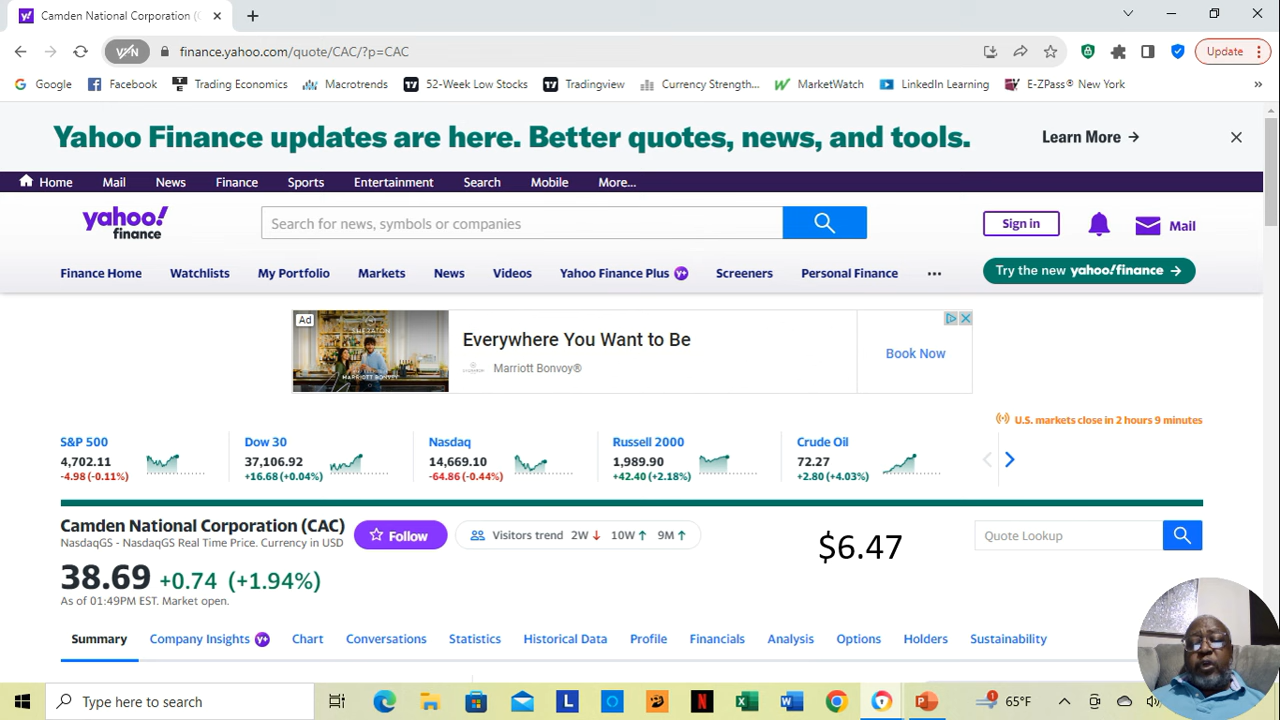 Camden National Corporation (
finance.yahoo.com/quote/CAC/?p=CAC
Update
Google Facebook Trading Economics Macrotrends 52-Week Low Stocks Tradingview Currency Strength... MarketWatch LinkedIn Learning E-ZPass® New York
Yahoo Finance updates are here. Better quotes, news, and tools.
Learn More →
Home Mail News Finance Sports Entertainment Search Mobile More...
yahoo!
finance
Search for news, symbols or companies
Sign in
Mail
Finance Home Watchlists My Portfolio Markets News Videos Yahoo Finance Plus Screeners Personal Finance ...
Try the new yahoo!finance →
Ad
Everywhere You Want to Be
Marriott Bonvoy®
Book Now
U.S. markets close in 2 hours 9 minutes
S&P 500 Dow 30 Nasdaq Russell 2000 Crude Oil
4,702.11 37,106.92 14,669.10 1,989.90 72.27
-4.98 (-0.11%) +16.68 (+0.04%) -64.86 (-0.44%) +42.40 (+2.18%) +2.80 (+4.03%)
Camden National Corporation (CAC)
NasdaqGS - NasdaqGS Real Time Price. Currency in USD
Follow
Visitors trend 2W ↓ 10W ↑ 9M ↑
$6.47
Quote Lookup
38.69 +0.74 (+1.94%)
As of 01:49PM EST. Market open.
Summary Company Insights Chart Conversations Statistics Historical Data Profile Financials Analysis Options Holders Sustainability
Type here to search
65°F